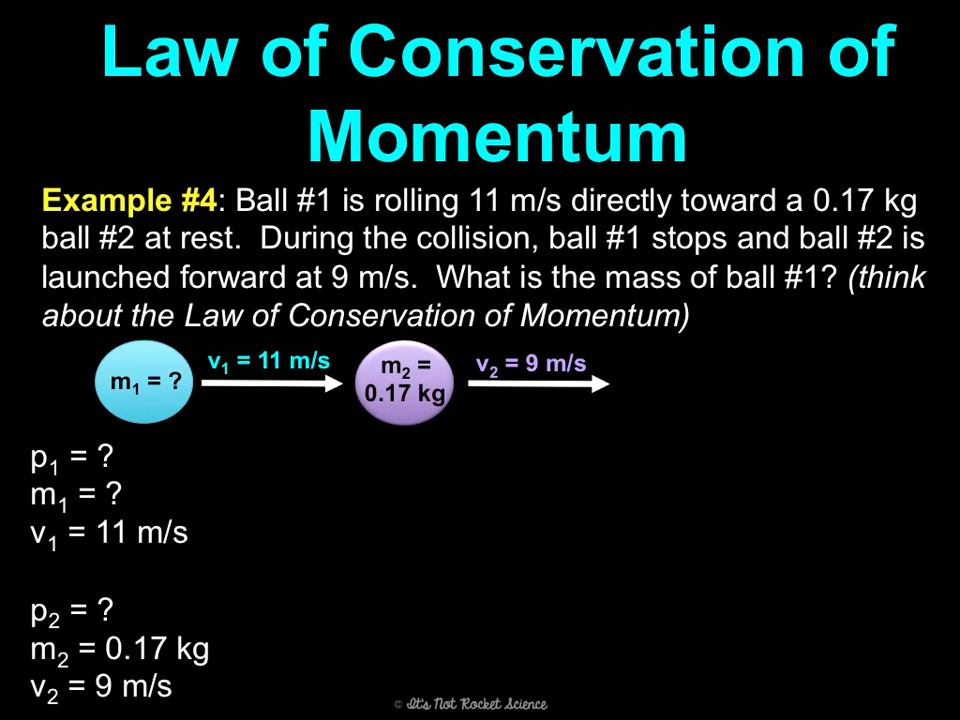 Law of Conservation of
Momentum
Example #4: Ball #1 is rolling 11 m/s directly toward a 0.17 kg
ball #2 at rest.  During the collision, ball #1 stops and ball #2 is
launched forward at 9 m/s.  What is the mass of ball #1? (think
about the Law of Conservation of Momentum)
m₁ = ?
v₁ = 11 m/s
m₂ =
0.17 kg
v₂ = 9 m/s
p₁ = ?
m₁ = ?
v₁ = 11 m/s
p₂ = ?
m₂ = 0.17 kg
v₂ = 9 m/s
© It's Not Rocket Science